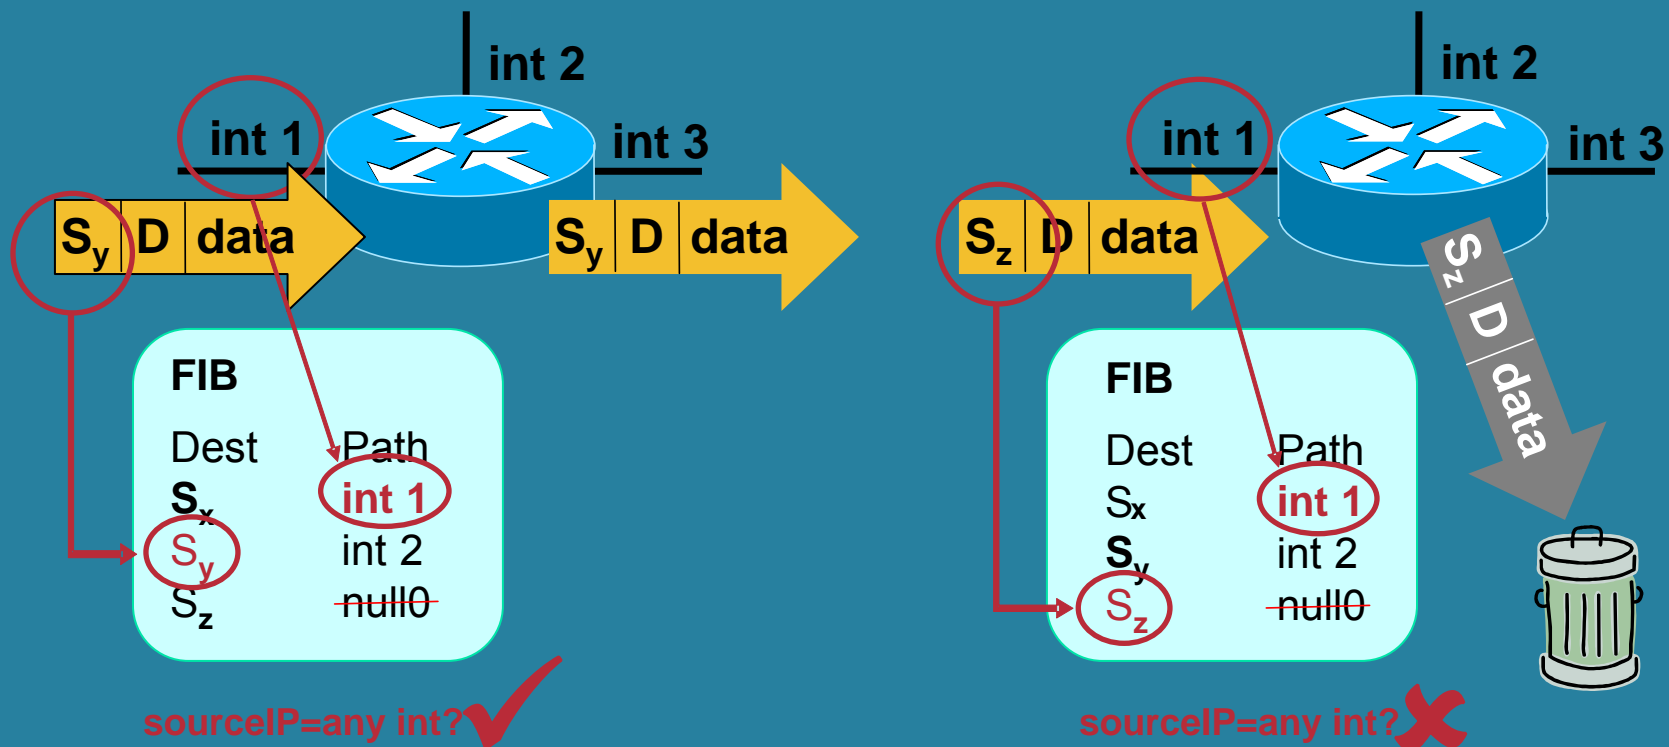 int 2
int 1
int 3
Sy D data
Sy D data
FIB
Dest Path
Sx int 1
Sy int 2
Sz null0
sourceIP=any int?
int 2
int 1
int 3
Sz D data
Sz D data
FIB
Dest Path
Sx int 1
Sy int 2
Sz null0
sourceIP=any int?